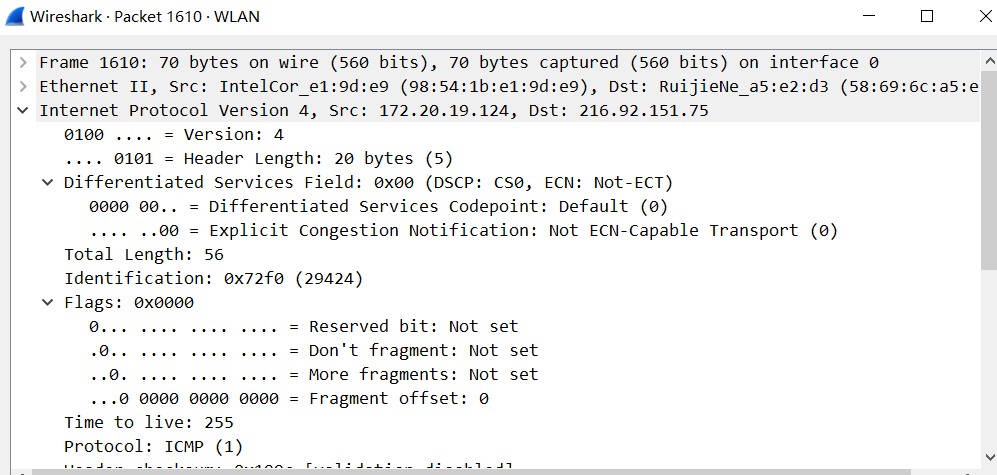 Wireshark · Packet 1610 · WLAN
Frame 1610: 70 bytes on wire (560 bits), 70 bytes captured (560 bits) on interface 0
Ethernet II, Src: IntelCor_e1:9d:e9 (98:54:1b:e1:9d:e9), Dst: RuijieNe_a5:e2:d3 (58:69:6c:a5:e
Internet Protocol Version 4, Src: 172.20.19.124, Dst: 216.92.151.75
0100 .... = Version: 4
.... 0101 = Header Length: 20 bytes (5)
Differentiated Services Field: 0x00 (DSCP: CS0, ECN: Not-ECT)
0000 00.. = Differentiated Services Codepoint: Default (0)
.... ..00 = Explicit Congestion Notification: Not ECN-Capable Transport (0)
Total Length: 56
Identification: 0x72f0 (29424)
Flags: 0x0000
0... .... .... .... = Reserved bit: Not set
.0.. .... .... .... = Don't fragment: Not set
..0. .... .... .... = More fragments: Not set
...0 0000 0000 0000 = Fragment offset: 0
Time to live: 255
Protocol: ICMP (1)